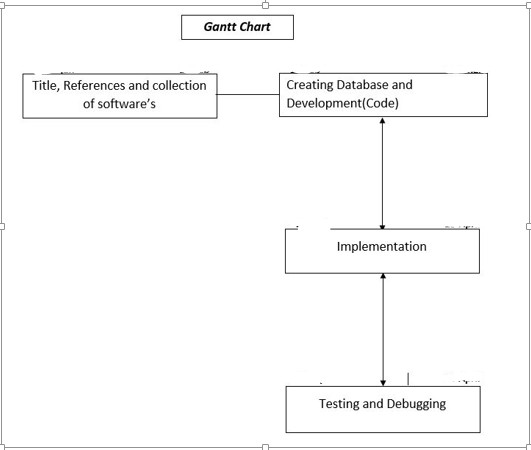 Gantt Chart
Title, References and collection
of software's
Creating Database and
Development(Code)
Implementation
Testing and Debugging